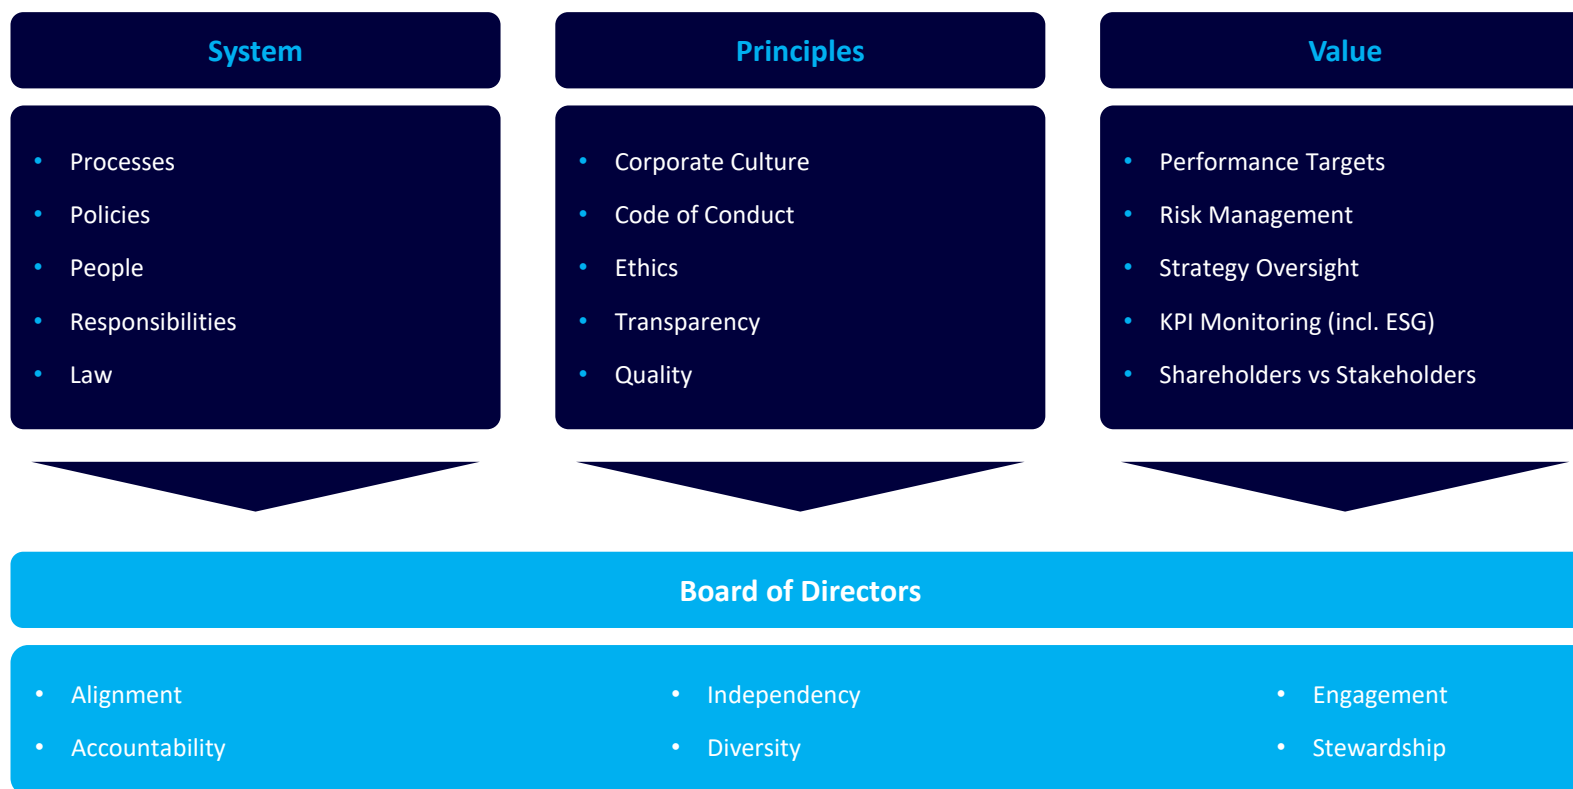 System
• Processes
• Policies
• People
• Responsibilities
• Law
Principles
• Corporate Culture
• Code of Conduct
• Ethics
• Transparency
• Quality
Value
• Performance Targets
• Risk Management
• Strategy Oversight
• KPI Monitoring (incl. ESG)
• Shareholders vs Stakeholders
Board of Directors
• Alignment
• Accountability
• Independency
• Diversity
• Engagement
• Stewardship